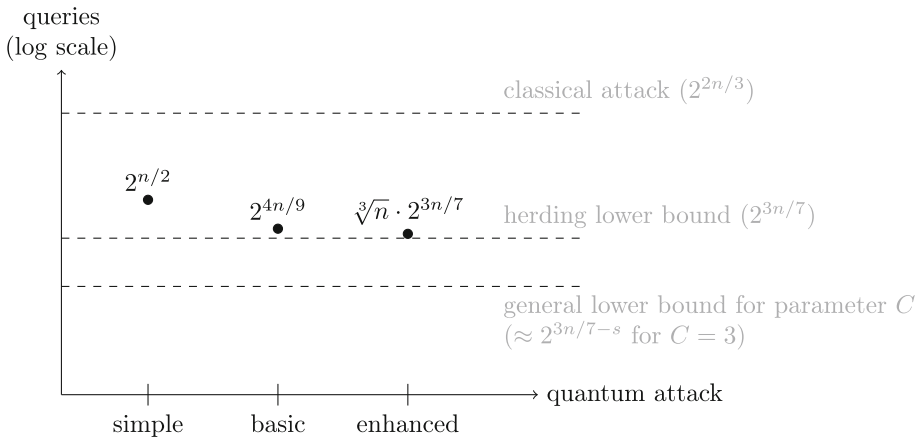 queries
(log scale)
classical attack (2^{2n/3})
2^{n/2}
2^{4n/9}
∛n · 2^{3n/7}
herding lower bound (2^{3n/7})
general lower bound for parameter C
(≈ 2^{3n/7−s} for C = 3)
quantum attack
simple
basic
enhanced